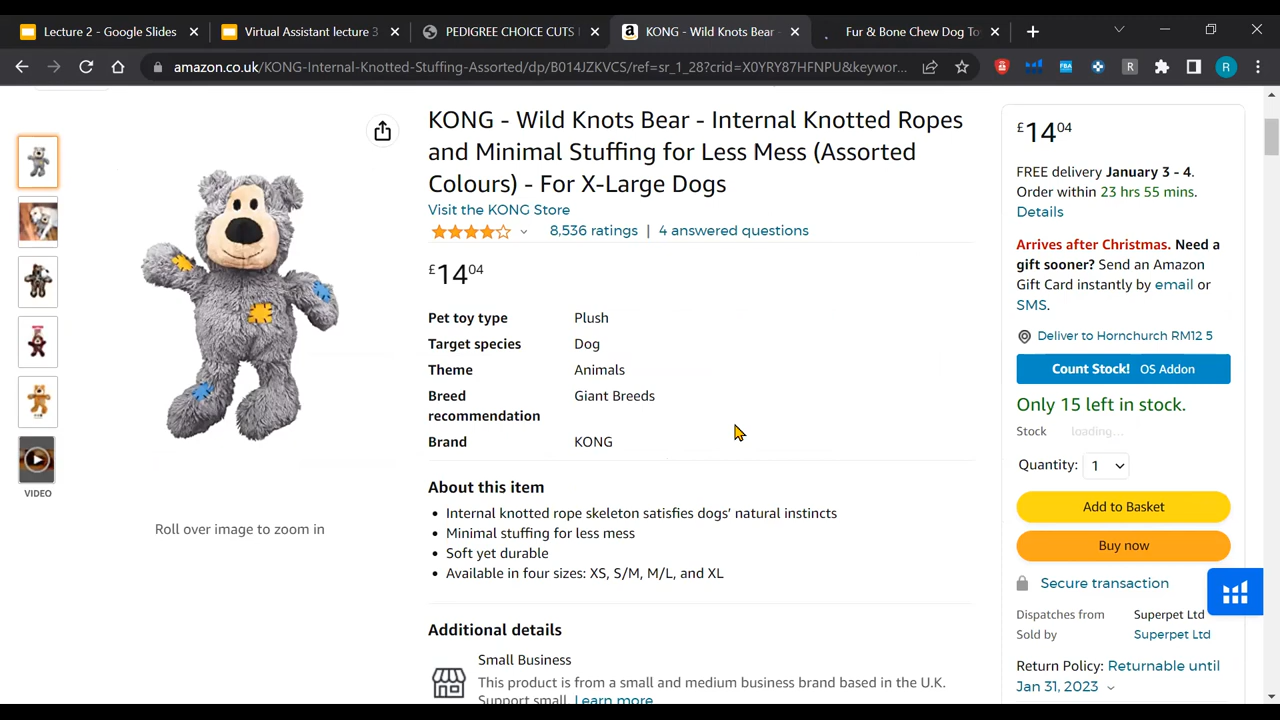 Lecture 2 - Google Slides
Virtual Assistant lecture 3
PEDIGREE CHOICE CUTS I
KONG - Wild Knots Bear -
Fur & Bone Chew Dog To
amazon.co.uk/KONG-Internal-Knotted-Stuffing-Assorted/dp/B014JZKVCS/ref=sr_1_28?crid=X0YRY87HFNPU&keywor...
KONG - Wild Knots Bear - Internal Knotted Ropes
and Minimal Stuffing for Less Mess (Assorted
Colours) - For X-Large Dogs
Visit the KONG Store
8,536 ratings | 4 answered questions
£14 04
Pet toy type Plush
Target species Dog
Theme Animals
Breed recommendation Giant Breeds
Brand KONG
About this item
• Internal knotted rope skeleton satisfies dogs' natural instincts
• Minimal stuffing for less mess
• Soft yet durable
• Available in four sizes: XS, S/M, M/L, and XL
Additional details
Small Business
This product is from a small and medium business brand based in the U.K.
Support small. Learn more
VIDEO
Roll over image to zoom in
£14 04
FREE delivery January 3 - 4.
Order within 23 hrs 55 mins.
Details
Arrives after Christmas. Need a
gift sooner? Send an Amazon
Gift Card instantly by email or
SMS.
Deliver to Hornchurch RM12 5
Count Stock! OS Addon
Only 15 left in stock.
Stock loading...
Quantity: 1
Add to Basket
Buy now
Secure transaction
Dispatches from Superpet Ltd
Sold by Superpet Ltd
Return Policy: Returnable until
Jan 31, 2023